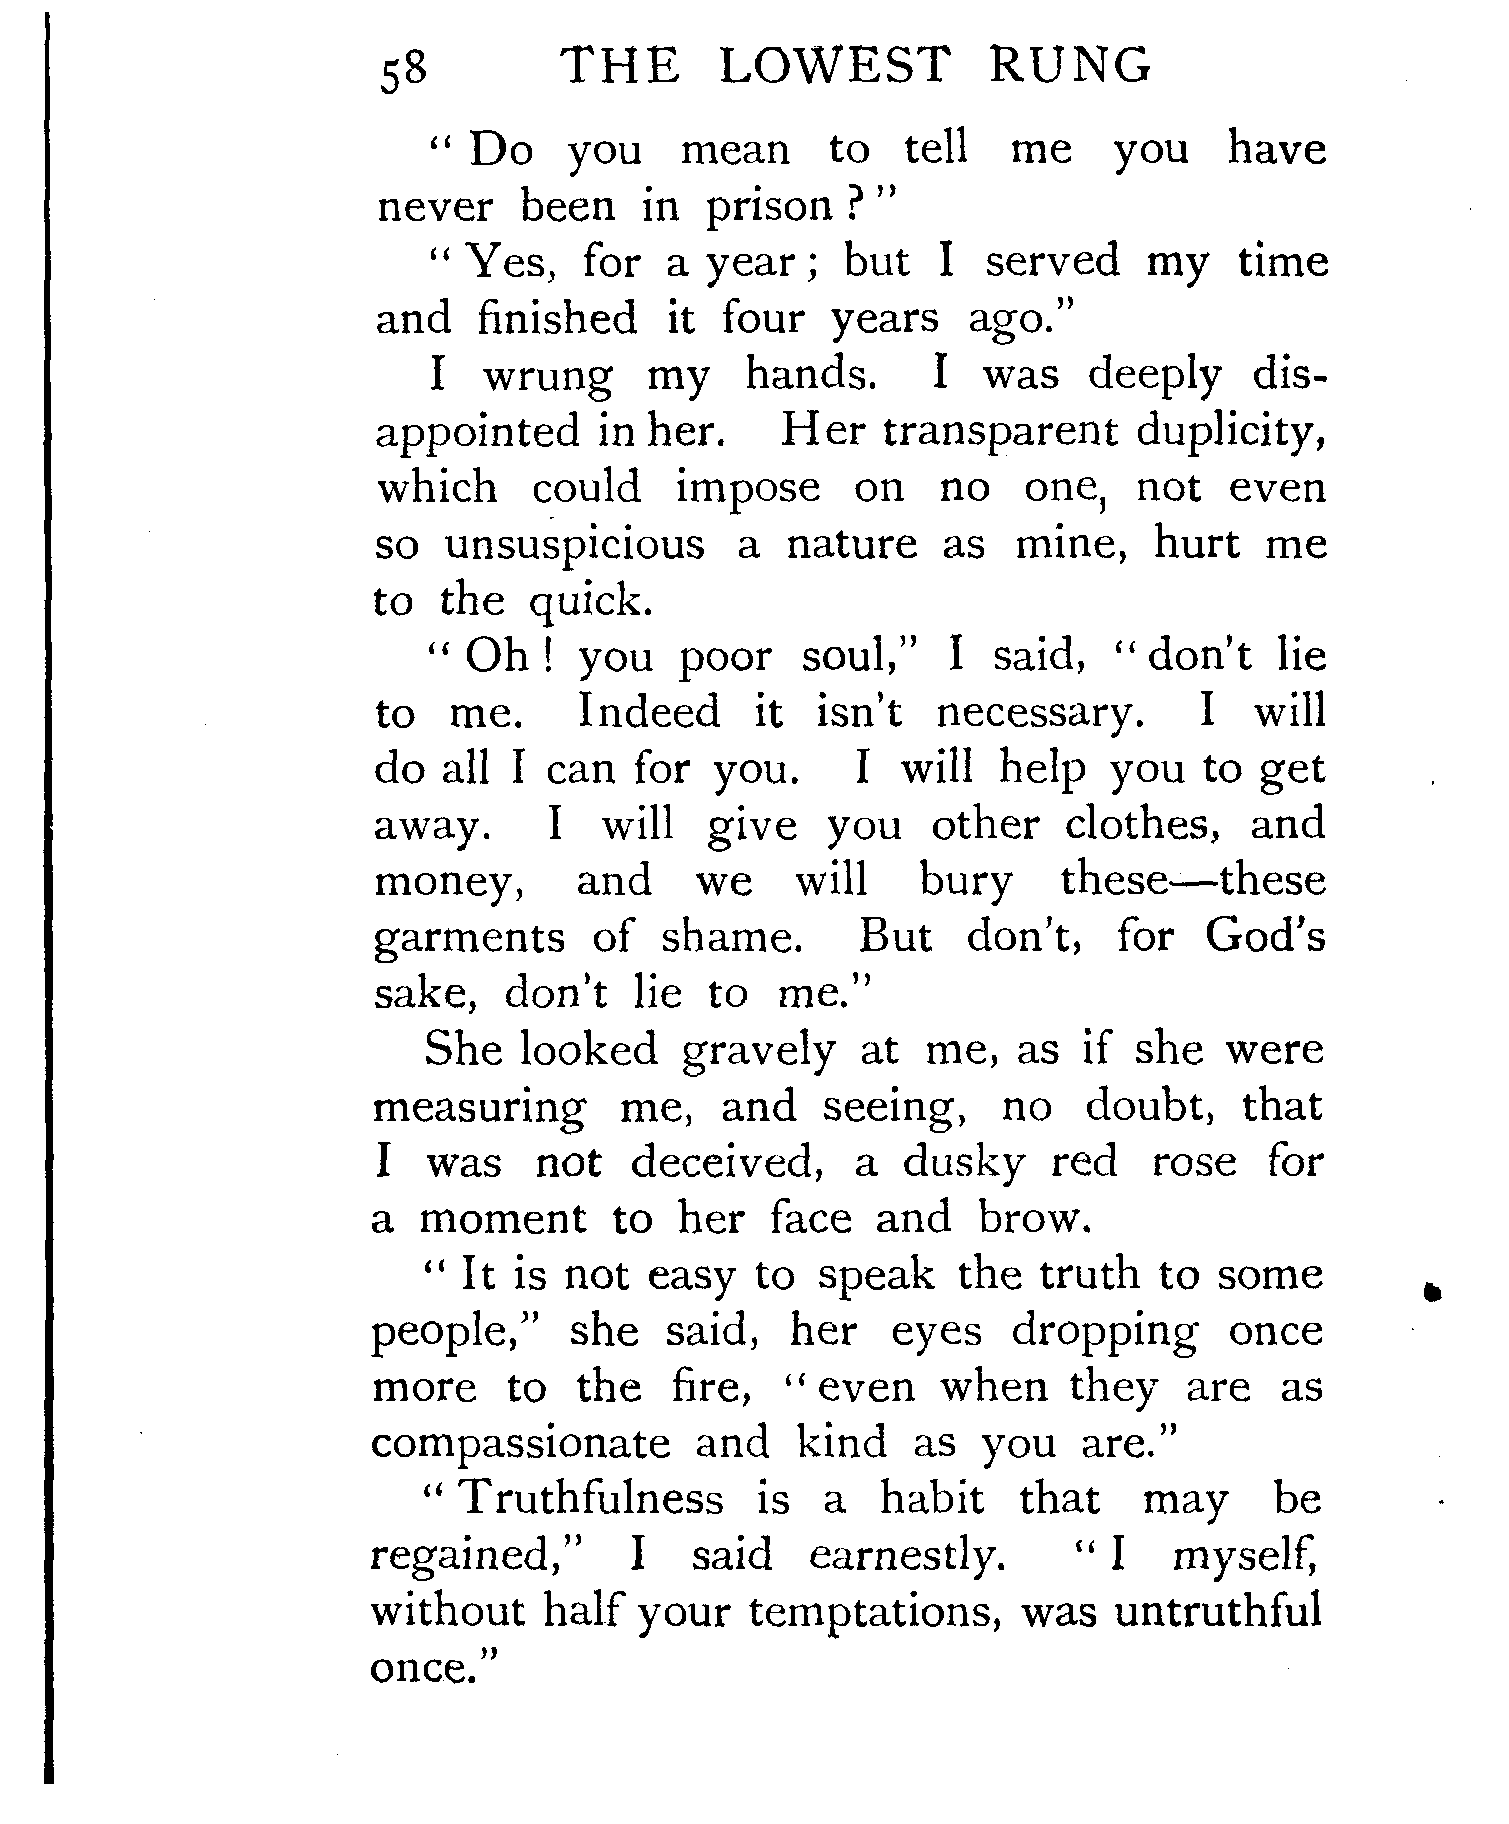 58 THE LOWEST RUNG
“ Do you mean to tell me you have
never been in prison ? ”
“ Yes, for a year ; but I served my time
and finished it four years ago.”
I wrung my hands. I was deeply dis-
appointed in her. Her transparent duplicity,
which could impose on no one, not even
so unsuspicious a nature as mine, hurt me
to the quick.
“ Oh ! you poor soul,” I said, “ don't lie
to me. Indeed it isn't necessary. I will
do all I can for you. I will help you to get
away. I will give you other clothes, and
money, and we will bury these—these
garments of shame. But don't, for God's
sake, don't lie to me.”
She looked gravely at me, as if she were
measuring me, and seeing, no doubt, that
I was not deceived, a dusky red rose for
a moment to her face and brow.
“ It is not easy to speak the truth to some
people,” she said, her eyes dropping once
more to the fire, “ even when they are as
compassionate and kind as you are.”
“ Truthfulness is a habit that may be
regained,” I said earnestly. “ I myself,
without half your temptations, was untruthful
once.”